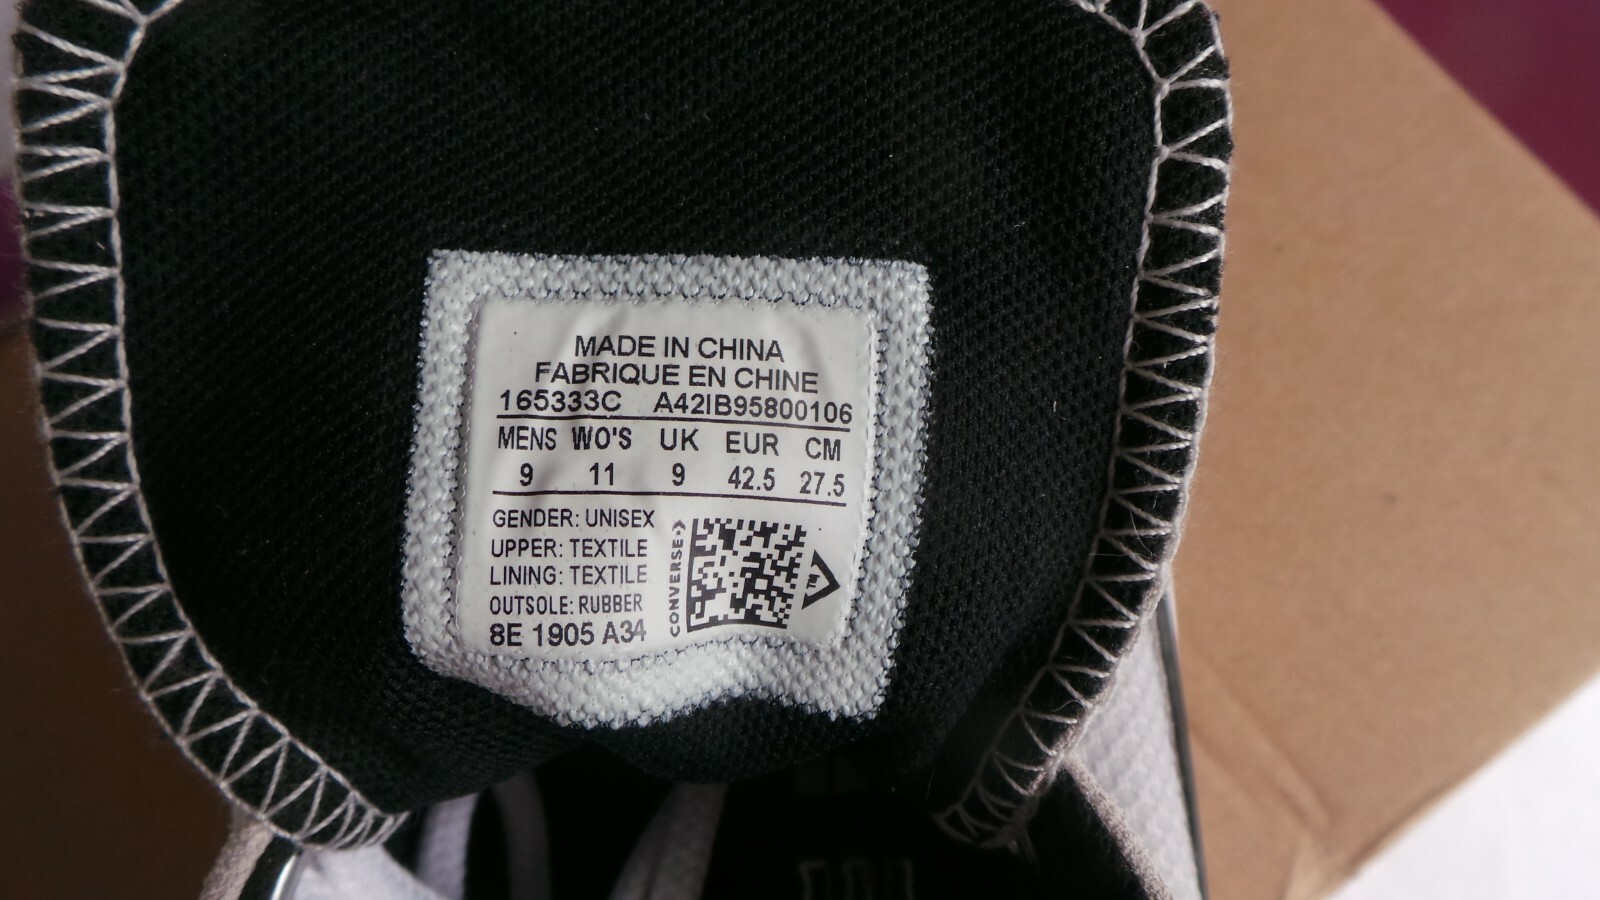 MADE IN CHINA
FABRIQUE EN CHINE
165333C A42IB95800106
MENS WO'S UK EUR CM
9 11 9 42.5 27.5
GENDER: UNISEX
UPPER: TEXTILE
LINING: TEXTILE
OUTSOLE: RUBBER
8E 1905 A34
CONVERSE
TM